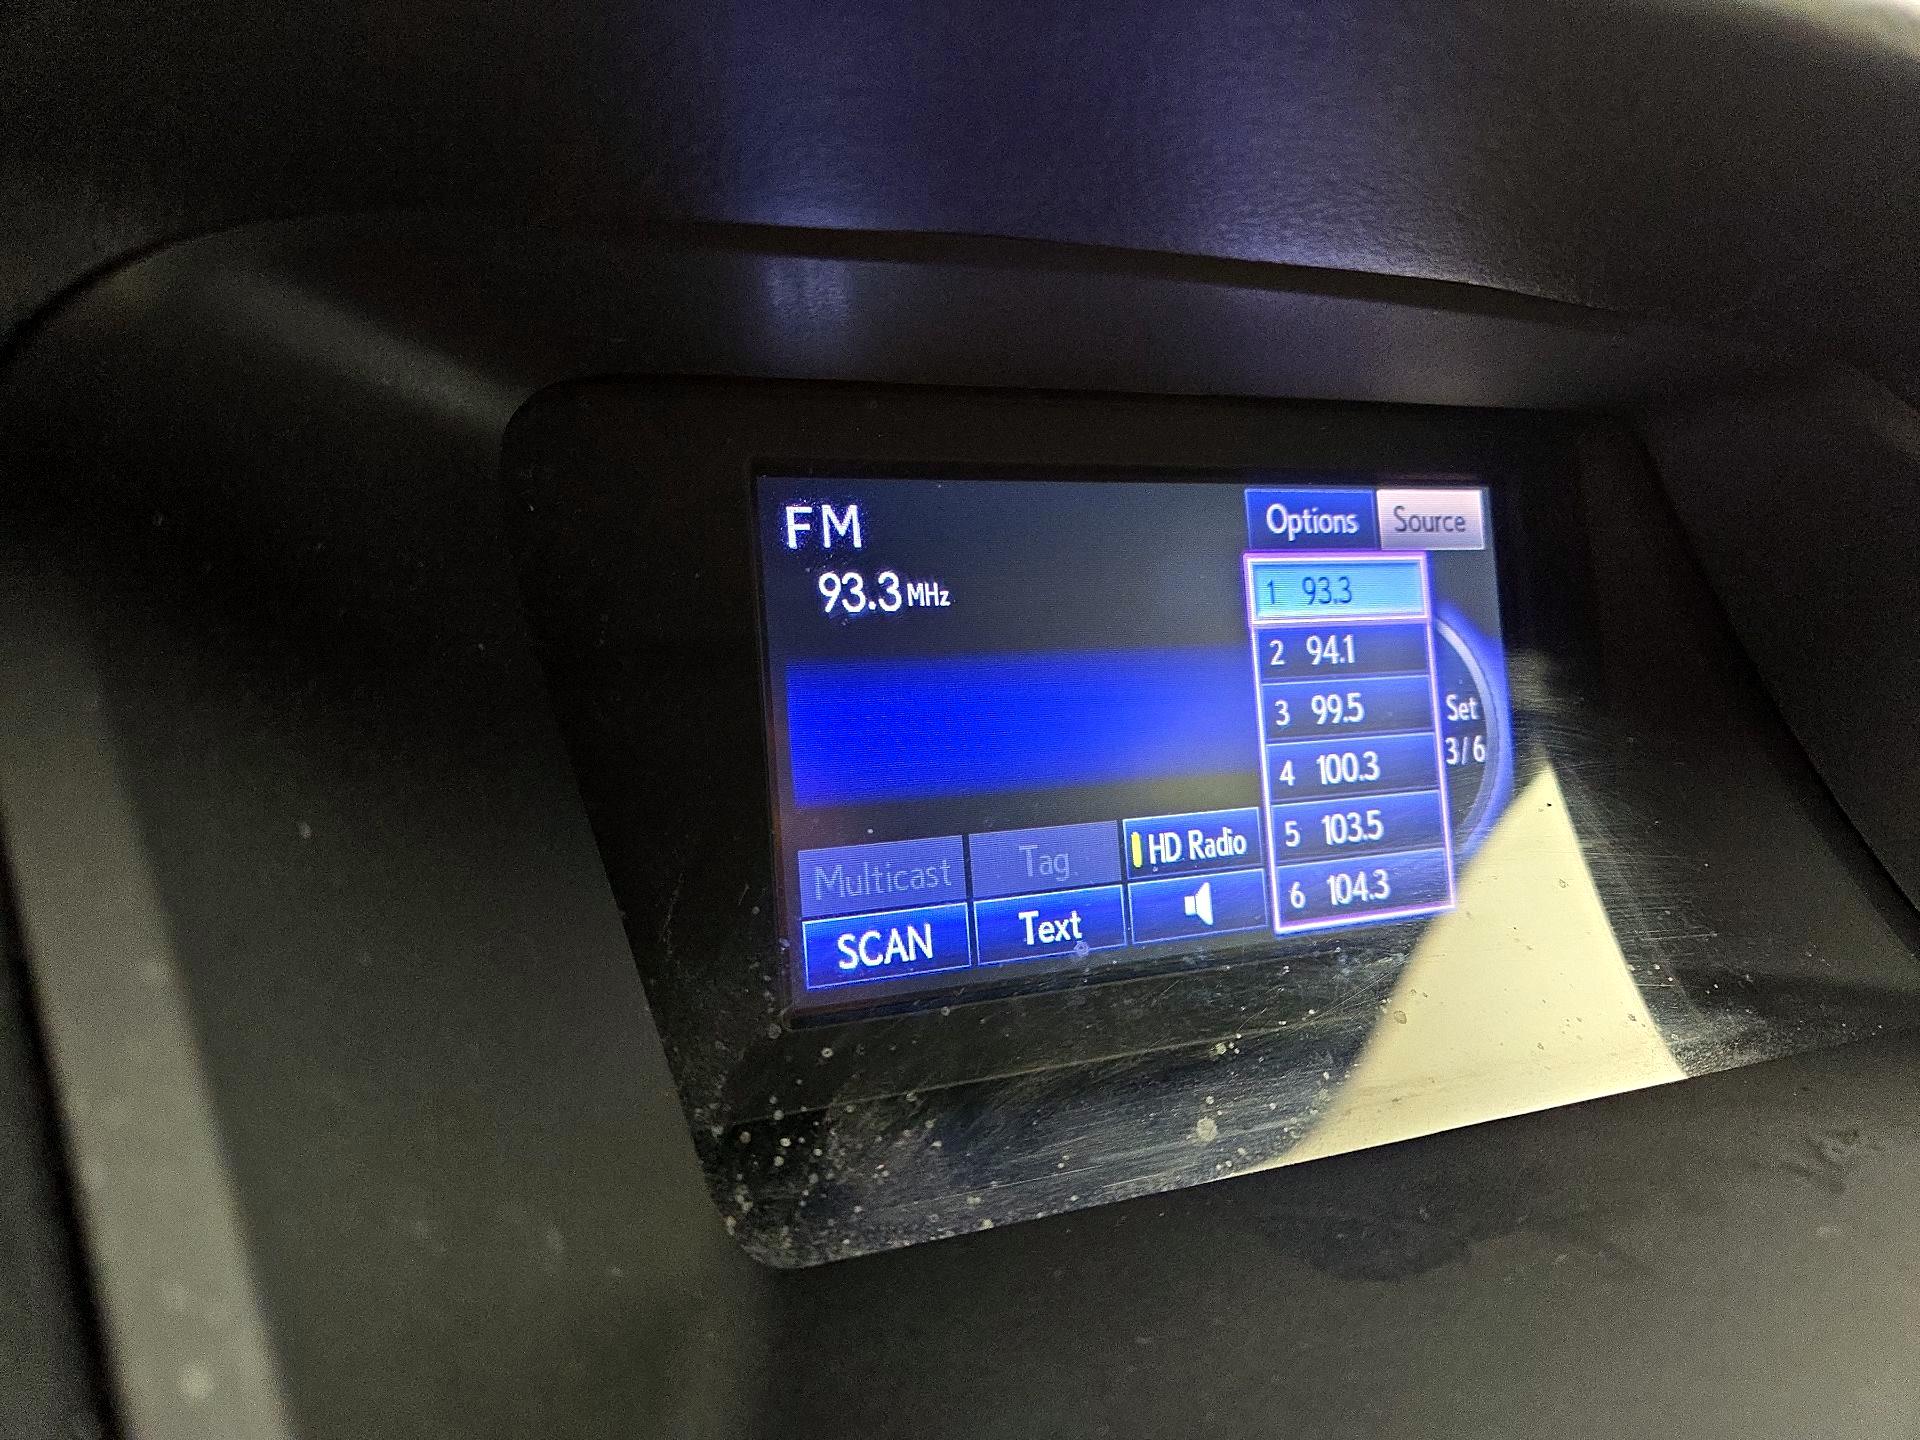 FM
93.3 MHz
Options
Source
1 93.3
2 94.1
3 99.5
4 100.3
5 103.5
6 104.3
Set
3/6
Multicast
Tag
HD Radio
SCAN
Text